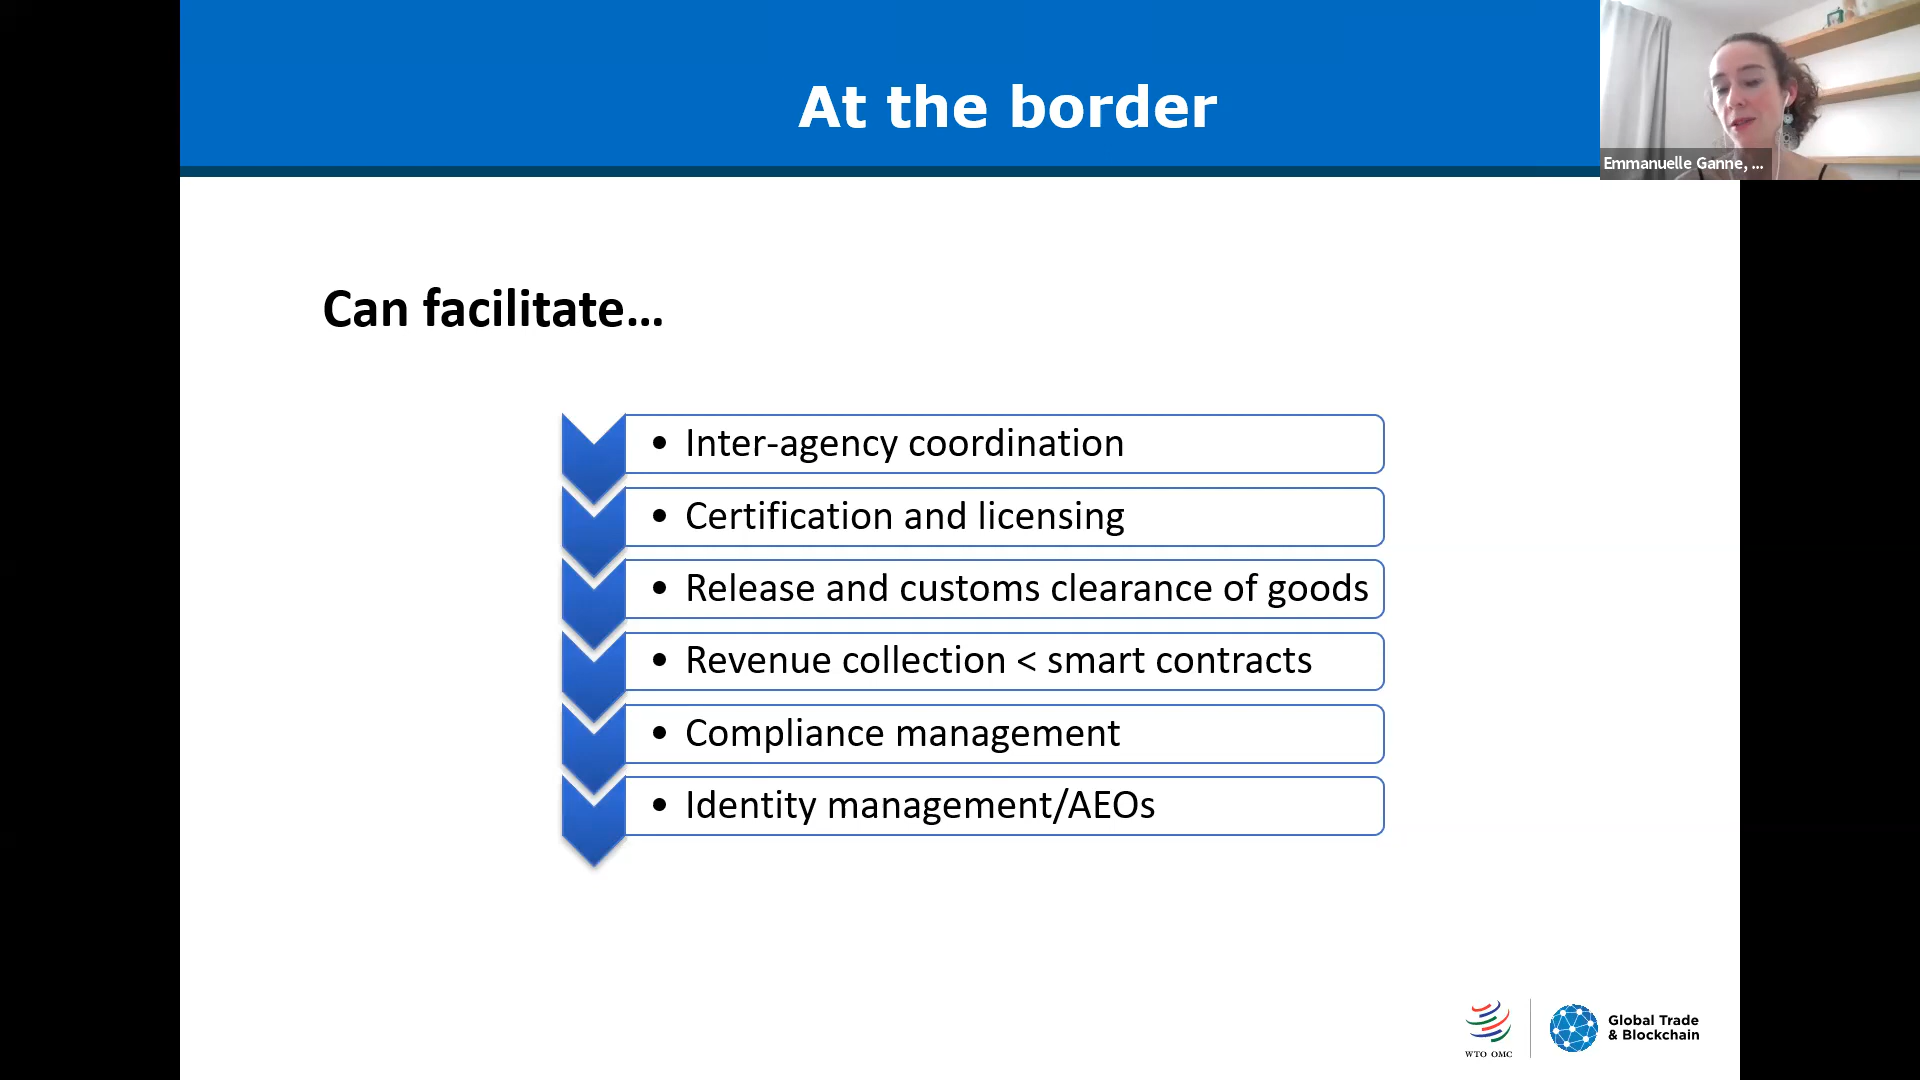 At the border
Emmanuelle Ganne, ...
Can facilitate...
• Inter-agency coordination
• Certification and licensing
• Release and customs clearance of goods
• Revenue collection < smart contracts
• Compliance management
• Identity management/AEOs
WTO OMC
Global Trade
& Blockchain